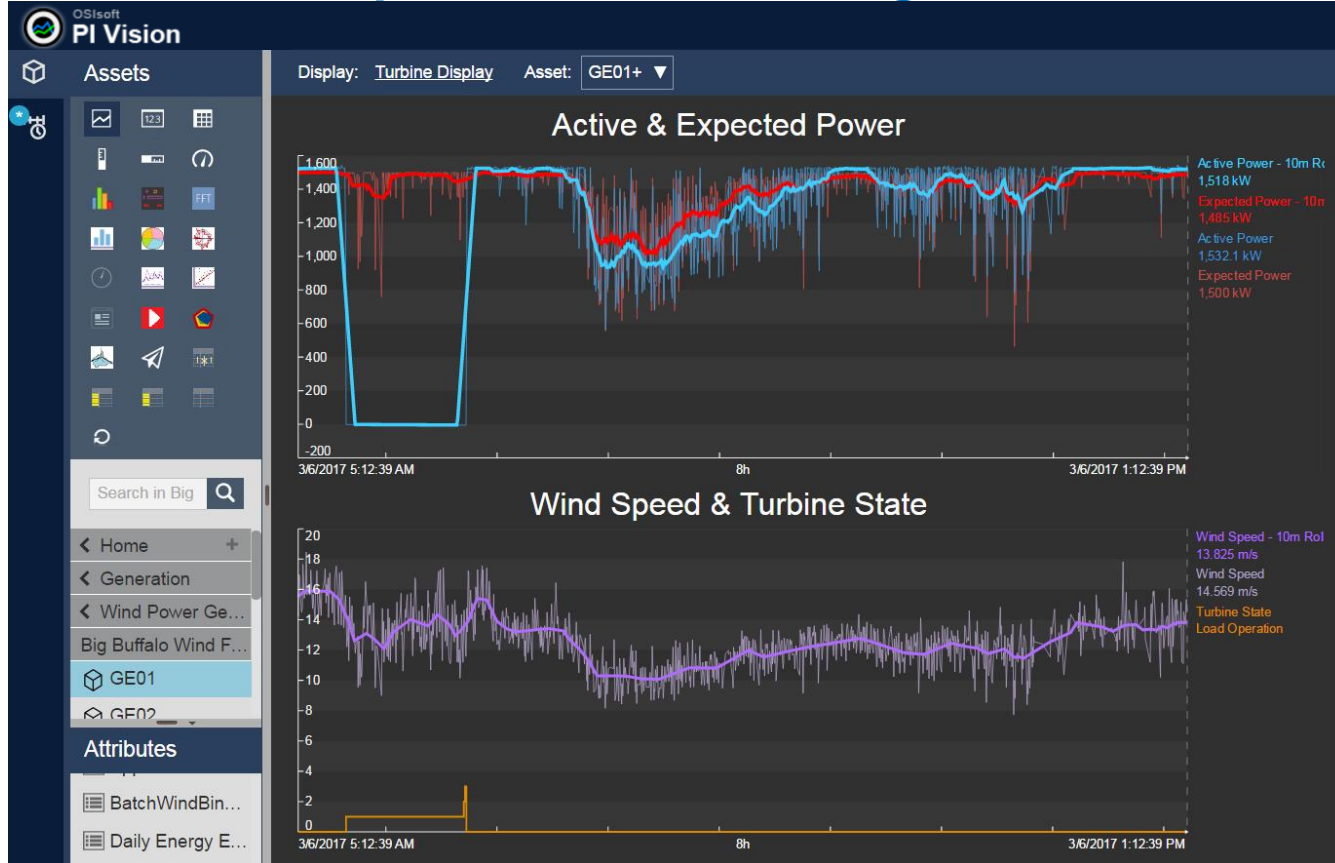 OSIsoft
PI Vision
Assets
Display: Turbine Display Asset: GE01+ ▼
123
FFT
Search in Big
Home +
Generation
Wind Power Ge...
Big Buffalo Wind F...
GE01
GE02
Attributes
BatchWindBin...
Daily Energy E...
Active & Expected Power
1,600
1,400
1,200
1,000
800
600
400
200
0
-200
3/6/2017 5:12:39 AM 8h 3/6/2017 1:12:39 PM
Active Power - 10m Ro
1,518 kW
Expected Power - 10m
1,485 kW
Active Power
1,532.1 kW
Expected Power
1,500 kW
Wind Speed & Turbine State
20
18
16
14
12
10
8
6
4
2
0
3/6/2017 5:12:39 AM 8h 3/6/2017 1:12:39 PM
Wind Speed - 10m Rol
13.825 m/s
Wind Speed
14.569 m/s
Turbine State
Load Operation